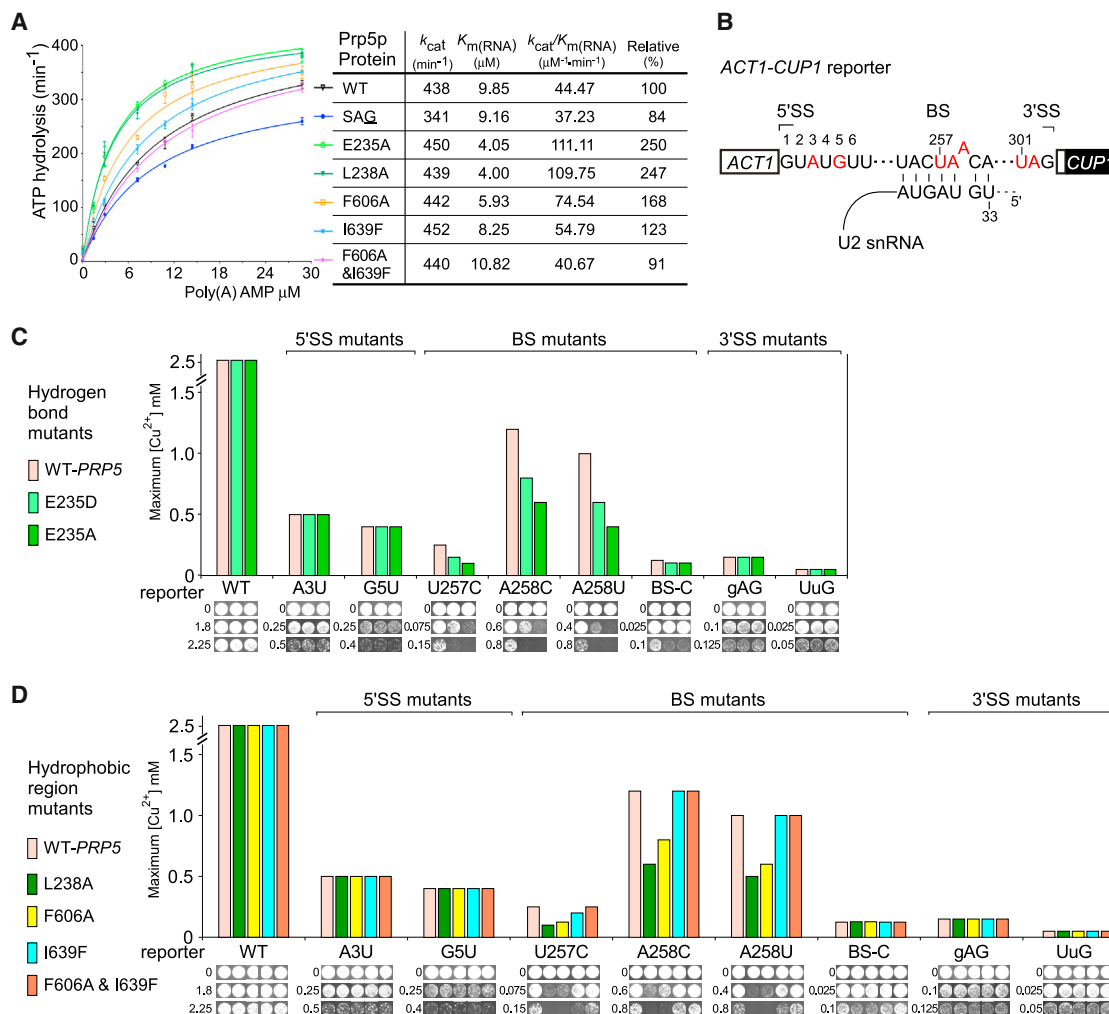 A
ATP hydrolysis (min-1)
400
300
200
100
0
0 6 12 18 24 30
Poly(A) AMP µM
WT
SAG
E235A
L238A
F606A
I639F
F606A &I639F
Prp5p Protein kcat (min-1) Km(RNA) (µM) kcat/Km(RNA) (µM-1·min-1) Relative (%)
438 9.85 44.47 100
341 9.16 37.23 84
450 4.05 111.11 250
439 4.00 109.75 247
442 5.93 74.54 168
452 8.25 54.79 123
440 10.82 40.67 91
B
ACT1-CUP1 reporter
5'SS BS 3'SS
1 2 3 4 5 6 257 A 301
ACT1 GUAUGUU UACUA CA UAG CUP
AUGAU GU 5'
33
U2 snRNA
C
5'SS mutants BS mutants 3'SS mutants
Hydrogen bond mutants
WT-PRP5
E235D
E235A
Maximum [Cu2+] mM
2.5
1.5
1.0
0.5
0
reporter WT A3U G5U U257C A258C A258U BS-C gAG UuG
0 0 0 0 0 0 0 0 0
1.8 0.25 0.25 0.075 0.6 0.4 0.025 0.1 0.025
2.25 0.5 0.4 0.15 0.8 0.8 0.1 0.125 0.05
D
5'SS mutants BS mutants 3'SS mutants
Hydrophobic region mutants
WT-PRP5
L238A
F606A
I639F
F606A & I639F
Maximum [Cu2+] mM
2.5
1.5
1.0
0.5
0
reporter WT A3U G5U U257C A258C A258U BS-C gAG UuG
0 0 0 0 0 0 0 0 0
1.8 0.25 0.25 0.075 0.6 0.4 0.025 0.1 0.025
2.25 0.5 0.4 0.15 0.8 0.8 0.1 0.125 0.05